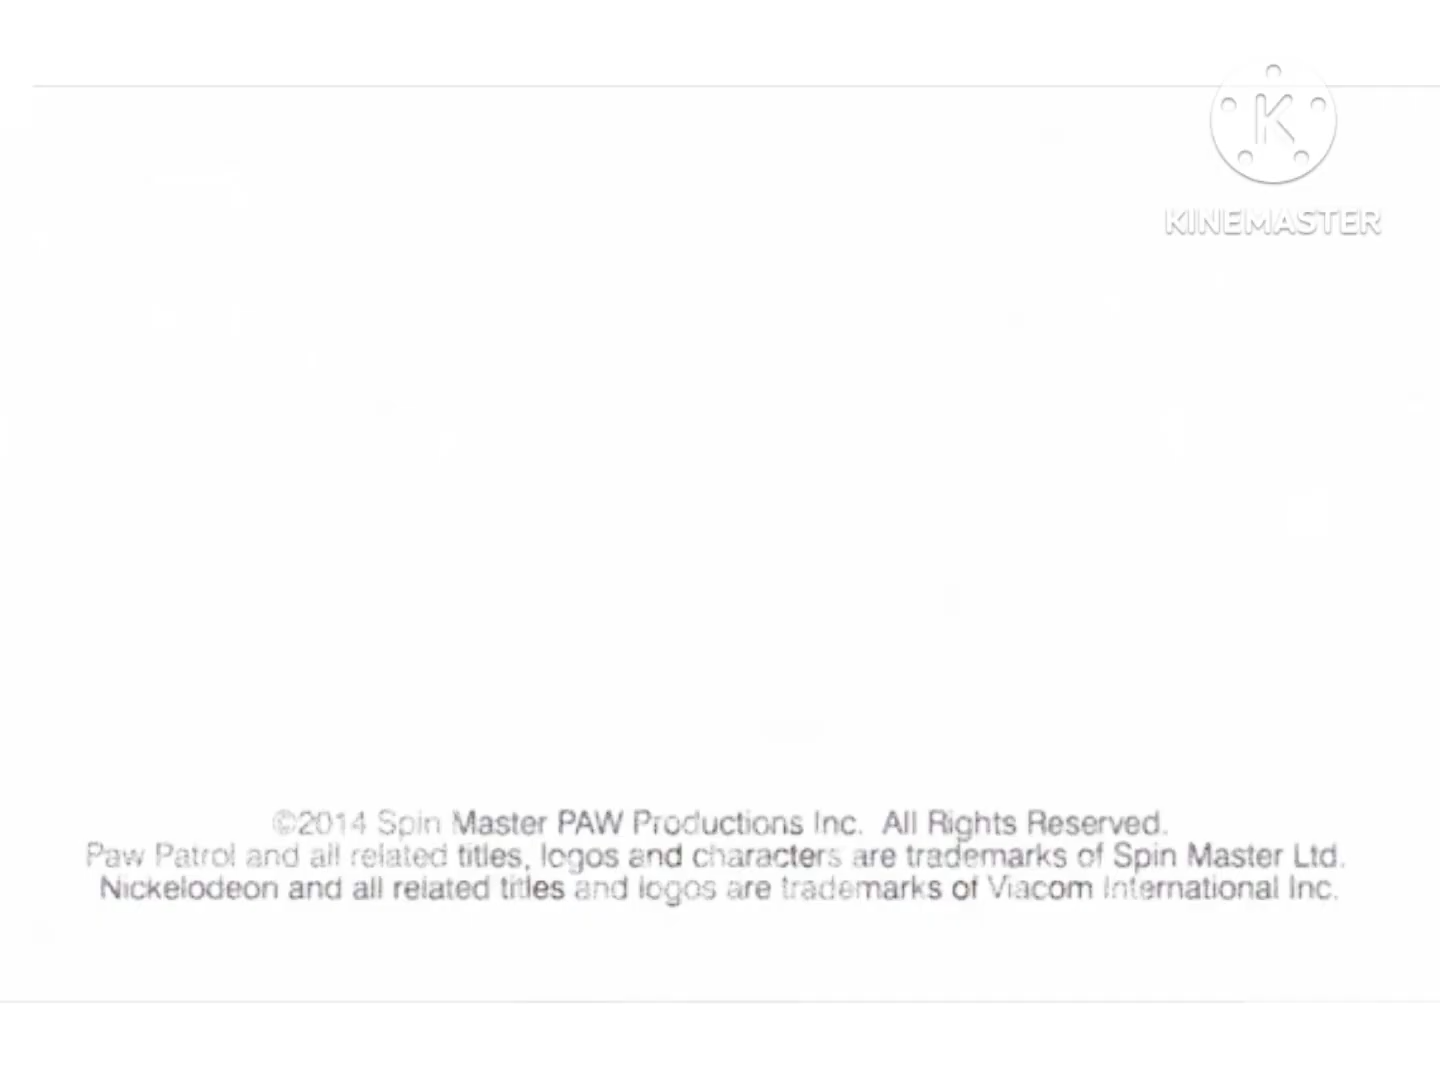 K
KINEMASTER
©2014 Spin Master PAW Productions Inc. All Rights Reserved.
Paw Patrol and all related titles, logos and characters are trademarks of Spin Master Ltd.
Nickelodeon and all related titles and logos are trademarks of Viacom International Inc.